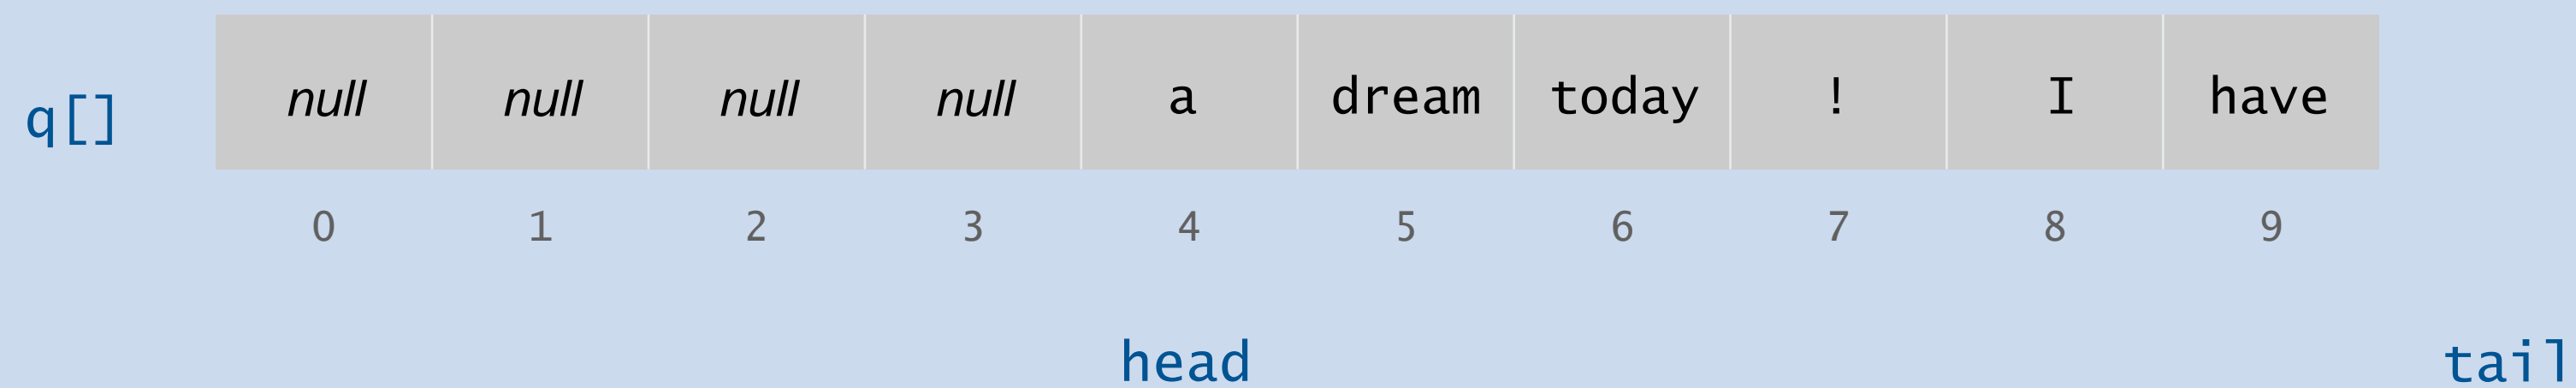 q[] null null null null a dream today ! I have
0 1 2 3 4 5 6 7 8 9
head tail